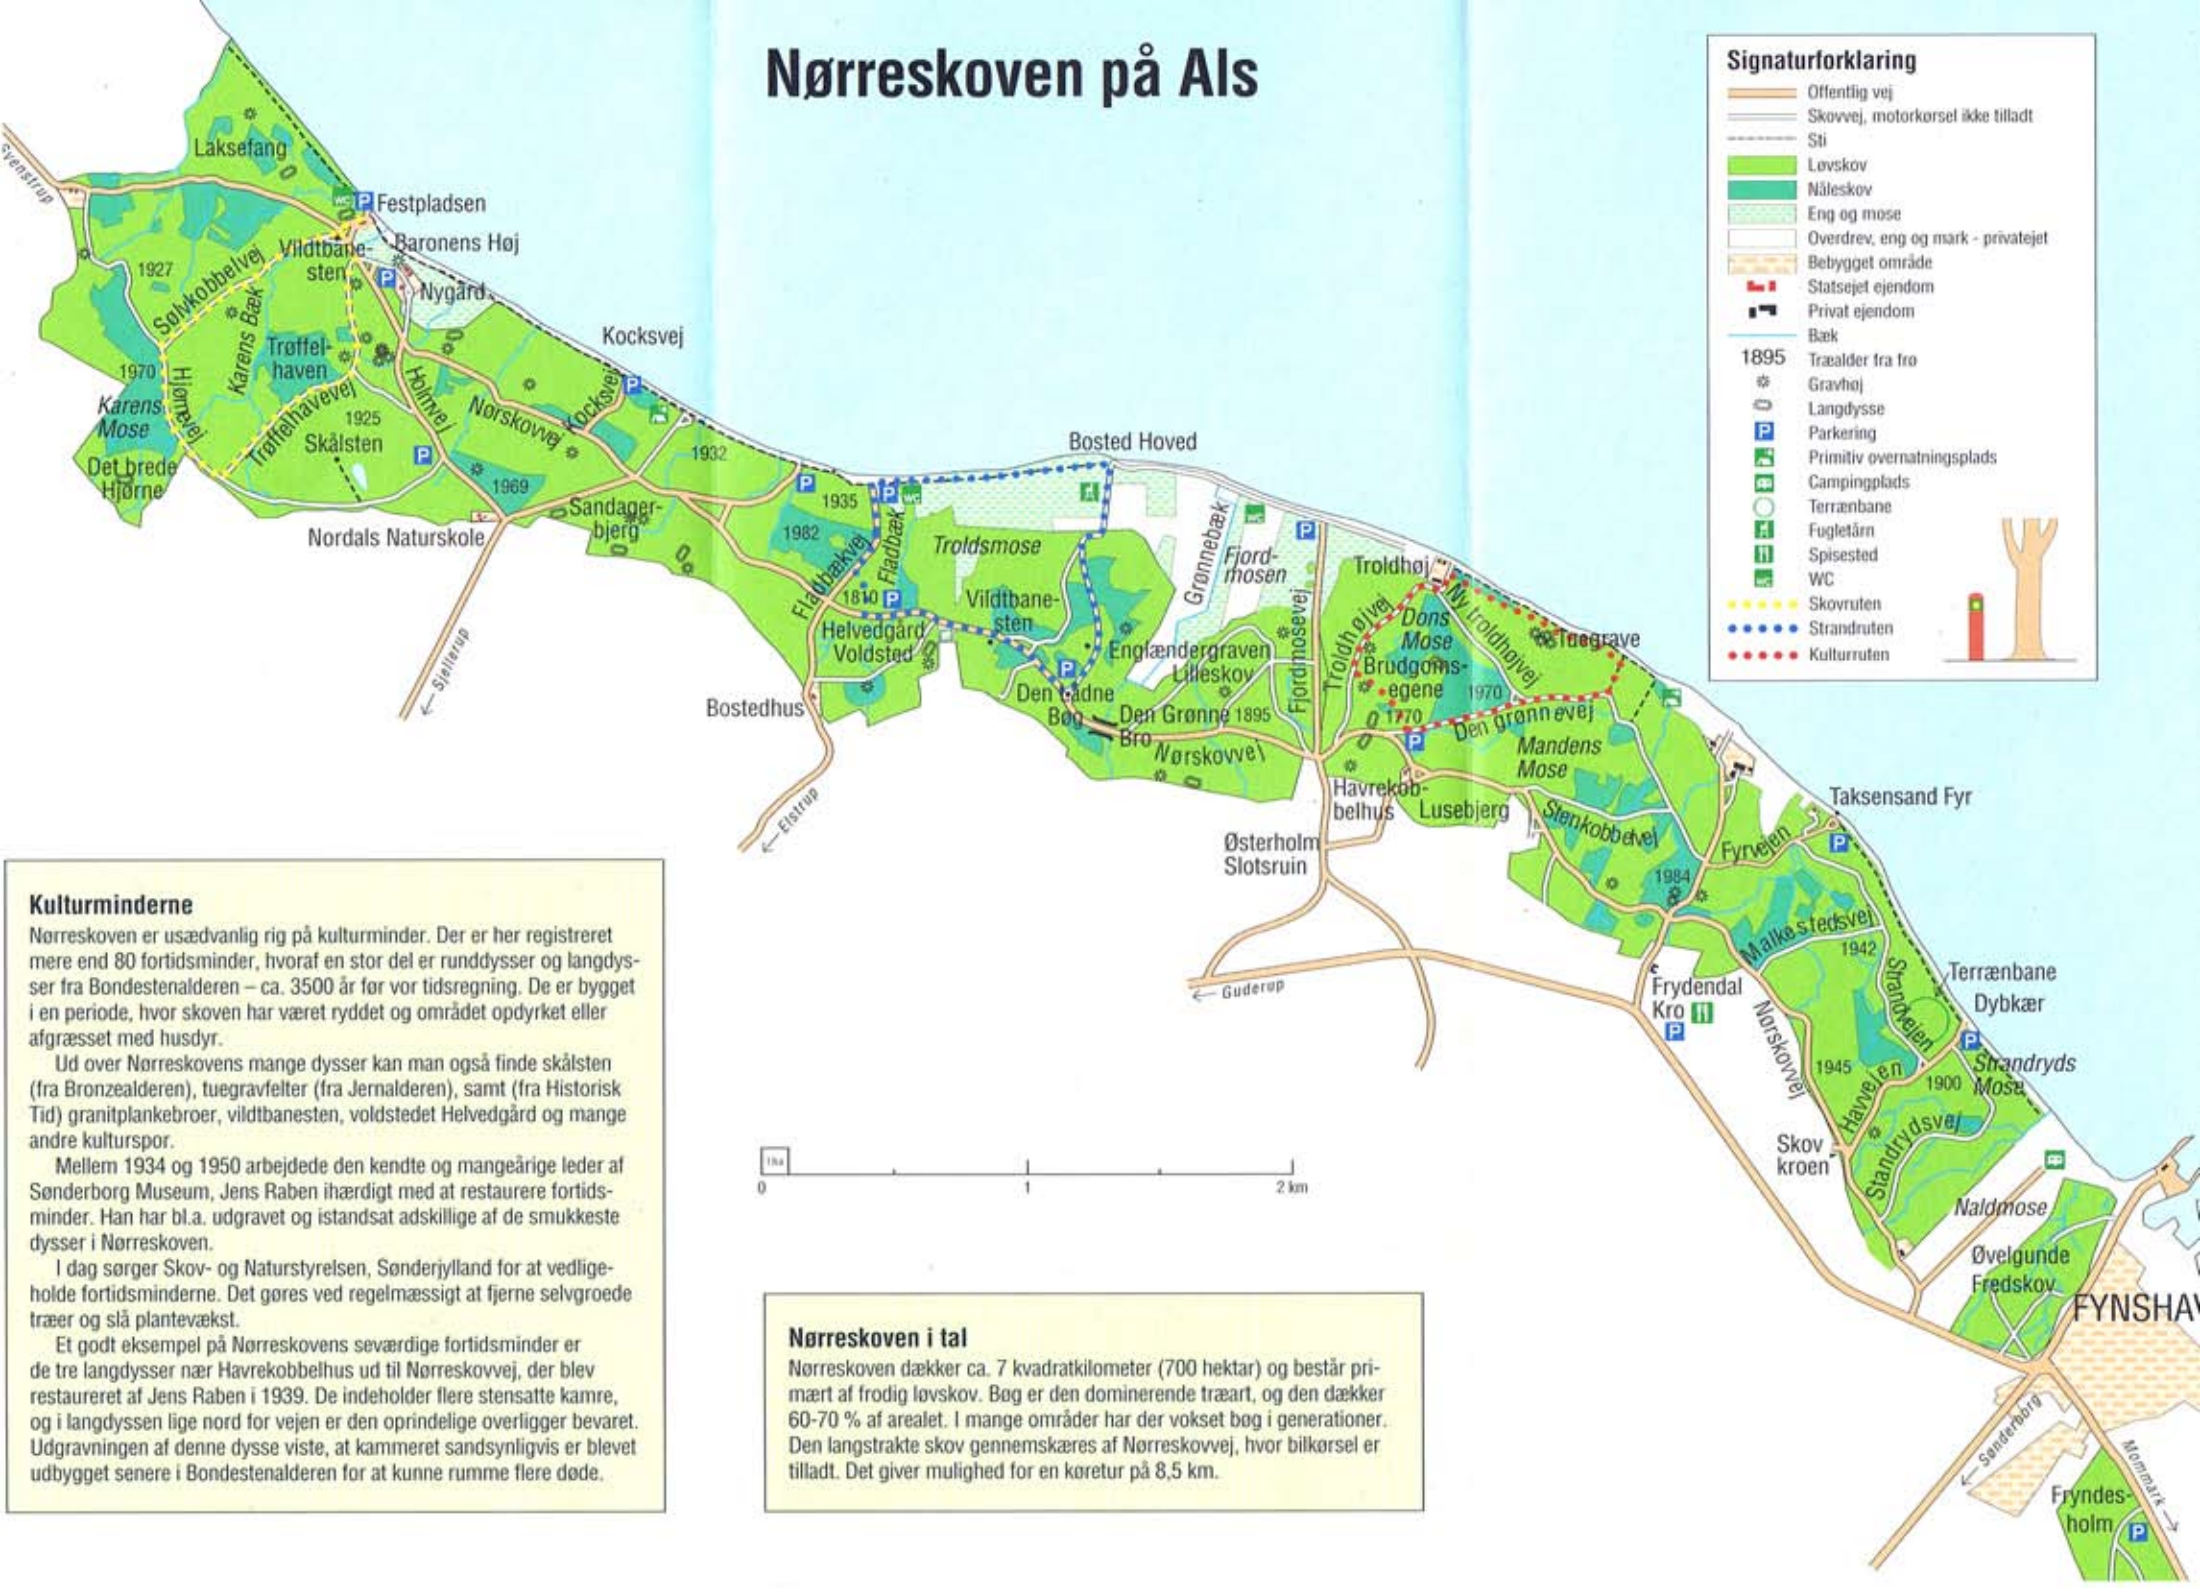 Nørreskoven på Als
Signaturforklaring
Offentlig vej
Skovvej, motorkørsel ikke tilladt
Sti
Løvskov
Nåleskov
Eng og mose
Overdrev, eng og mark - privatejet
Bebygget område
Statsejet ejendom
Privat ejendom
Bæk
1895 Træalder fra frø
Gravhøj
Langdysse
P Parkering
Primitiv overnatningsplads
Campingplads
Terrænbane
Fugletårn
Spisested
WC WC
Skovruten
Strandruten
Kulturruten
Svenstrup
Laksefang
WC
P
Festpladsen
Vildtbane-
sten
Baronens Høj
P
Nygård
1927
Sølvkobbelvej
Karens Bæk
Trøffel-
haven
1970
Hjørnevej
Karens
Mose
Trøffelhavevej
1925
Skålsten
Det brede
Hjørne
Holmvej
P
Nørskovvej
Kocksvej
Kocksvej
P
1932
1969
Nordals Naturskole
Sandager-
bjerg
← Sjellerup
P
1935
1982
P
WC
Fladbækvej
Fladbæk
1810
P
Helvedgård
Voldsted
Bostedhus
← Elstrup
Bosted Hoved
Troldsmose
Vildtbane-
sten
P
Den Ladne
Bøg
Englændergraven
Lilleskov
Den Grønne
Bro
1895
Nørskovvej
Grønnebæk
WC
Fjord-
mosen
P
Fjordmosevej
Troldhøj
Troldhøjvej
Dons
Mose
Ny troldhøjvej
Tuegrave
Brudgoms-
egene
1970
1770
P
Den grønnevej
Mandens
Mose
Havrekob-
belhus
Lusebjerg
Østerholm
Slotsruin
Stenkobbelvej
← Guderup
Taksensand Fyr
P
Fyrvejen
1984
Malkestedsvej
1942
Frydendal
Kro
P
Strandvejen
Terrænbane
Dybkær
P
Nørskovvej
1945
Havvejen
1900
Strandryds
Mose
Standrydsvej
Skov
kroen
Naldmose
Øvelgunde
Fredskov
FYNSHAV
← Sønderborg
Mommark →
Fryndes-
holm
P
1ha
0 1 2 km
Kulturminderne
Nørreskoven er usædvanlig rig på kulturminder. Der er her registreret
mere end 80 fortidsminder, hvoraf en stor del er runddysser og langdys-
ser fra Bondestenalderen – ca. 3500 år før vor tidsregning. De er bygget
i en periode, hvor skoven har været ryddet og området opdyrket eller
afgræsset med husdyr.
Ud over Nørreskovens mange dysser kan man også finde skålsten
(fra Bronzealderen), tuegravfelter (fra Jernalderen), samt (fra Historisk
Tid) granitplankebroer, vildtbanesten, voldstedet Helvedgård og mange
andre kulturspor.
Mellem 1934 og 1950 arbejdede den kendte og mangeårige leder af
Sønderborg Museum, Jens Raben ihærdigt med at restaurere fortids-
minder. Han har bl.a. udgravet og istandsat adskillige af de smukkeste
dysser i Nørreskoven.
I dag sørger Skov- og Naturstyrelsen, Sønderjylland for at vedlige-
holde fortidsminderne. Det gøres ved regelmæssigt at fjerne selvgroede
træer og slå plantevækst.
Et godt eksempel på Nørreskovens seværdige fortidsminder er
de tre langdysser nær Havrekobbelhus ud til Nørreskovvej, der blev
restaureret af Jens Raben i 1939. De indeholder flere stensatte kamre,
og i langdyssen lige nord for vejen er den oprindelige overligger bevaret.
Udgravningen af denne dysse viste, at kammeret sandsynligvis er blevet
udbygget senere i Bondestenalderen for at kunne rumme flere døde.
Nørreskoven i tal
Nørreskoven dækker ca. 7 kvadratkilometer (700 hektar) og består pri-
mært af frodig løvskov. Bøg er den dominerende træart, og den dækker
60-70 % af arealet. I mange områder har der vokset bøg i generationer.
Den langstrakte skov gennemskæres af Nørreskovvej, hvor bilkørsel er
tilladt. Det giver mulighed for en køretur på 8,5 km.